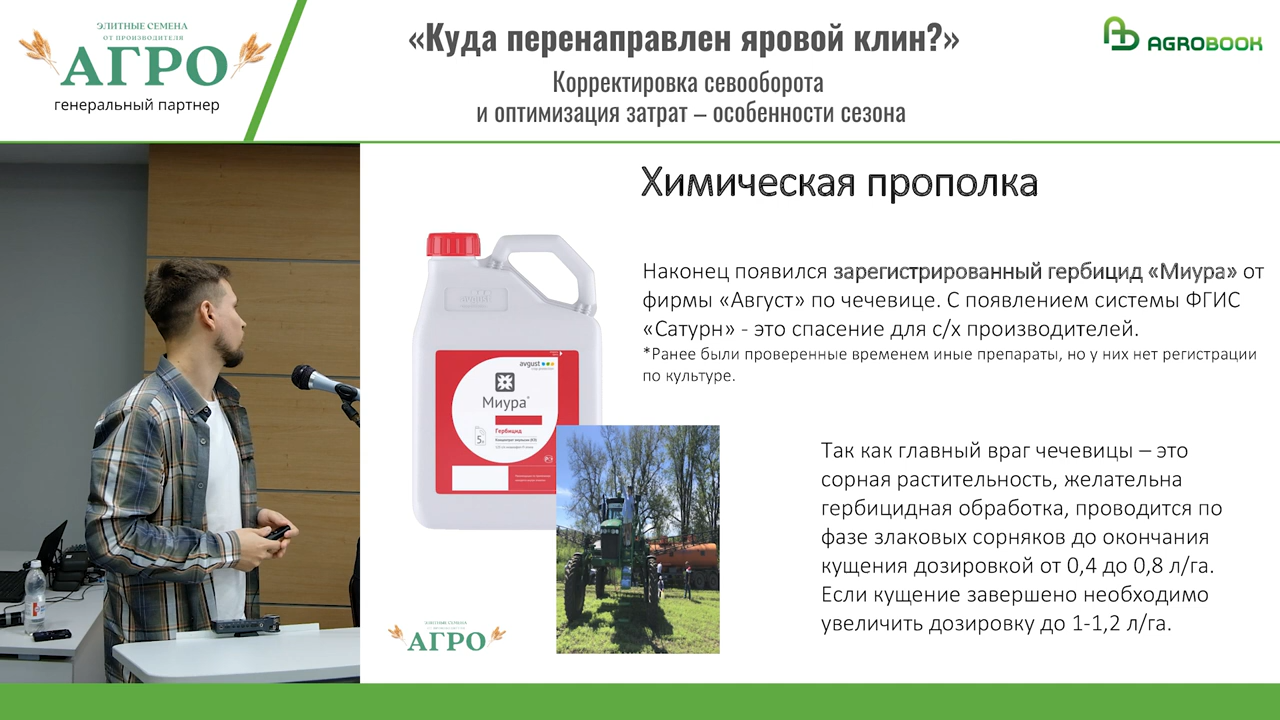 ЭЛИТНЫЕ СЕМЕНА
ОТ ПРОИЗВОДИТЕЛЯ
АГРО
генеральный партнер
«Куда перенаправлен яровой клин?»
Корректировка севооборота
и оптимизация затрат – особенности сезона
AGROBOOK
Химическая прополка
Наконец появился зарегистрированный гербицид «Миура» от
фирмы «Август» по чечевице. С появлением системы ФГИС
«Сатурн» - это спасение для с/х производителей.
*Ранее были проверенные временем иные препараты, но у них нет регистрации
по культуре.
avgust
Миура
Гербицид
5
Так как главный враг чечевицы – это
сорная растительность, желательна
гербицидная обработка, проводится по
фазе злаковых сорняков до окончания
кущения дозировкой от 0,4 до 0,8 л/га.
Если кущение завершено необходимо
увеличить дозировку до 1-1,2 л/га.
ЭЛИТНЫЕ СЕМЕНА
АГРО